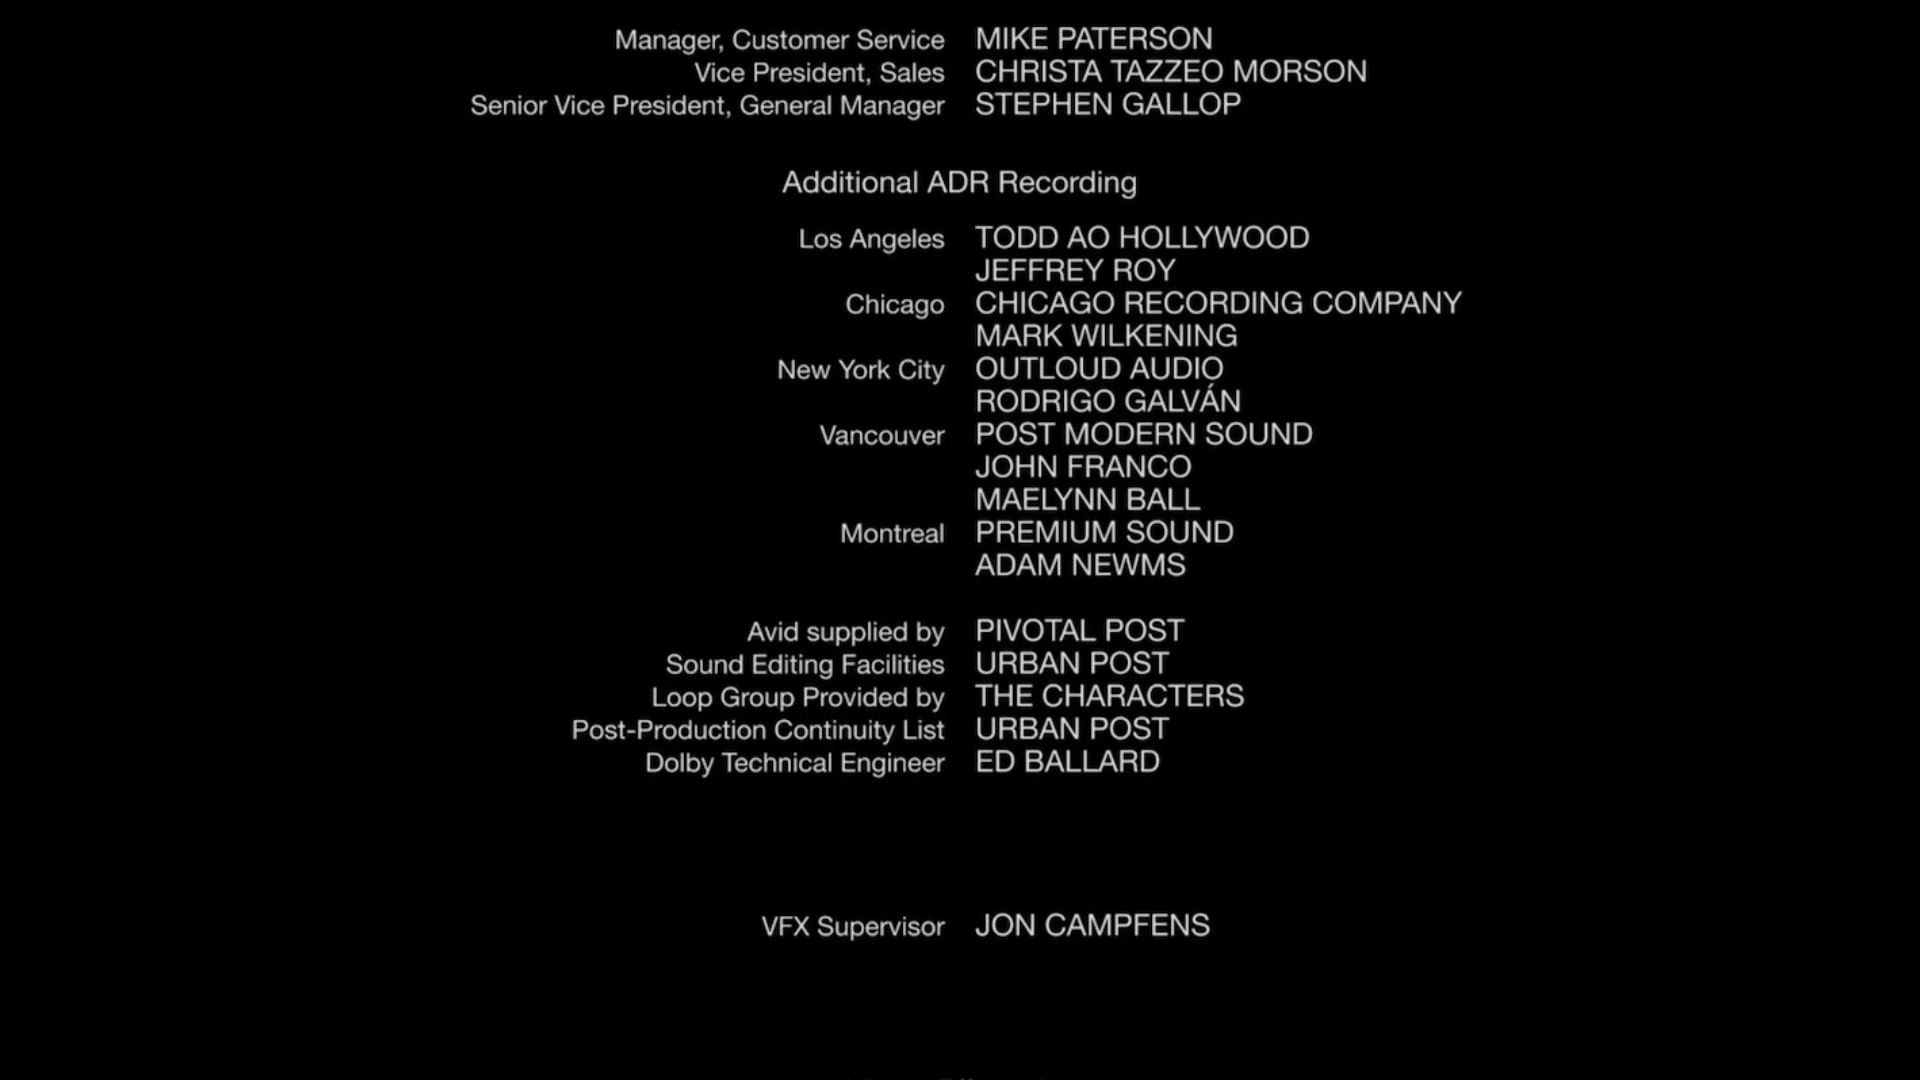 Manager, Customer Service MIKE PATERSON
Vice President, Sales CHRISTA TAZZEO MORSON
Senior Vice President, General Manager STEPHEN GALLOP
Additional ADR Recording
Los Angeles TODD AO HOLLYWOOD
JEFFREY ROY
Chicago CHICAGO RECORDING COMPANY
MARK WILKENING
New York City OUTLOUD AUDIO
RODRIGO GALVÁN
Vancouver POST MODERN SOUND
JOHN FRANCO
MAELYNN BALL
Montreal PREMIUM SOUND
ADAM NEWMS
Avid supplied by PIVOTAL POST
Sound Editing Facilities URBAN POST
Loop Group Provided by THE CHARACTERS
Post-Production Continuity List URBAN POST
Dolby Technical Engineer ED BALLARD
VFX Supervisor JON CAMPFENS